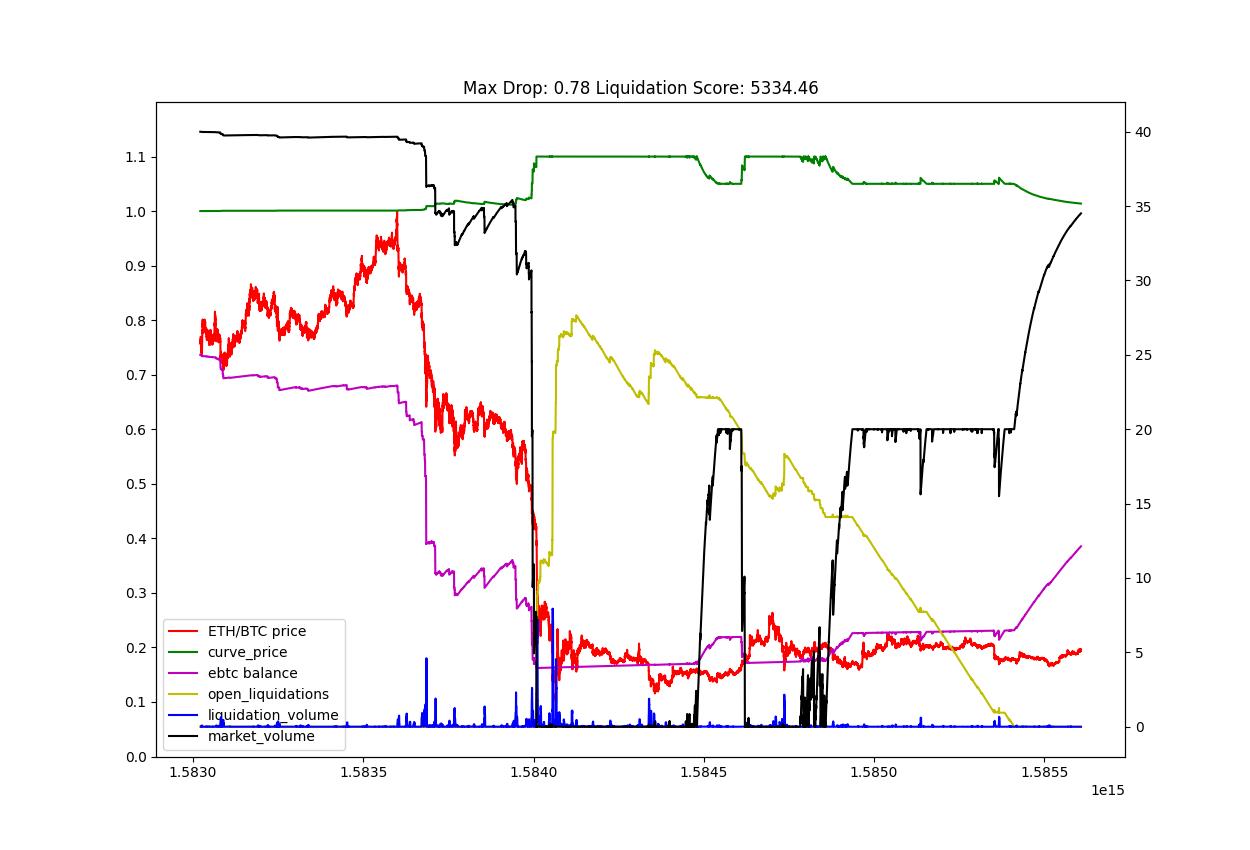 Max Drop: 0.78 Liquidation Score: 5334.46
1.1
1.0
0.9
0.8
0.7
0.6
0.5
0.4
0.3
0.2
0.1
0.0
40
35
30
25
20
15
10
5
0
ETH/BTC price
curve_price
ebtc balance
open_liquidations
liquidation_volume
market_volume
1.5830 1.5835 1.5840 1.5845 1.5850 1.5855
1e15